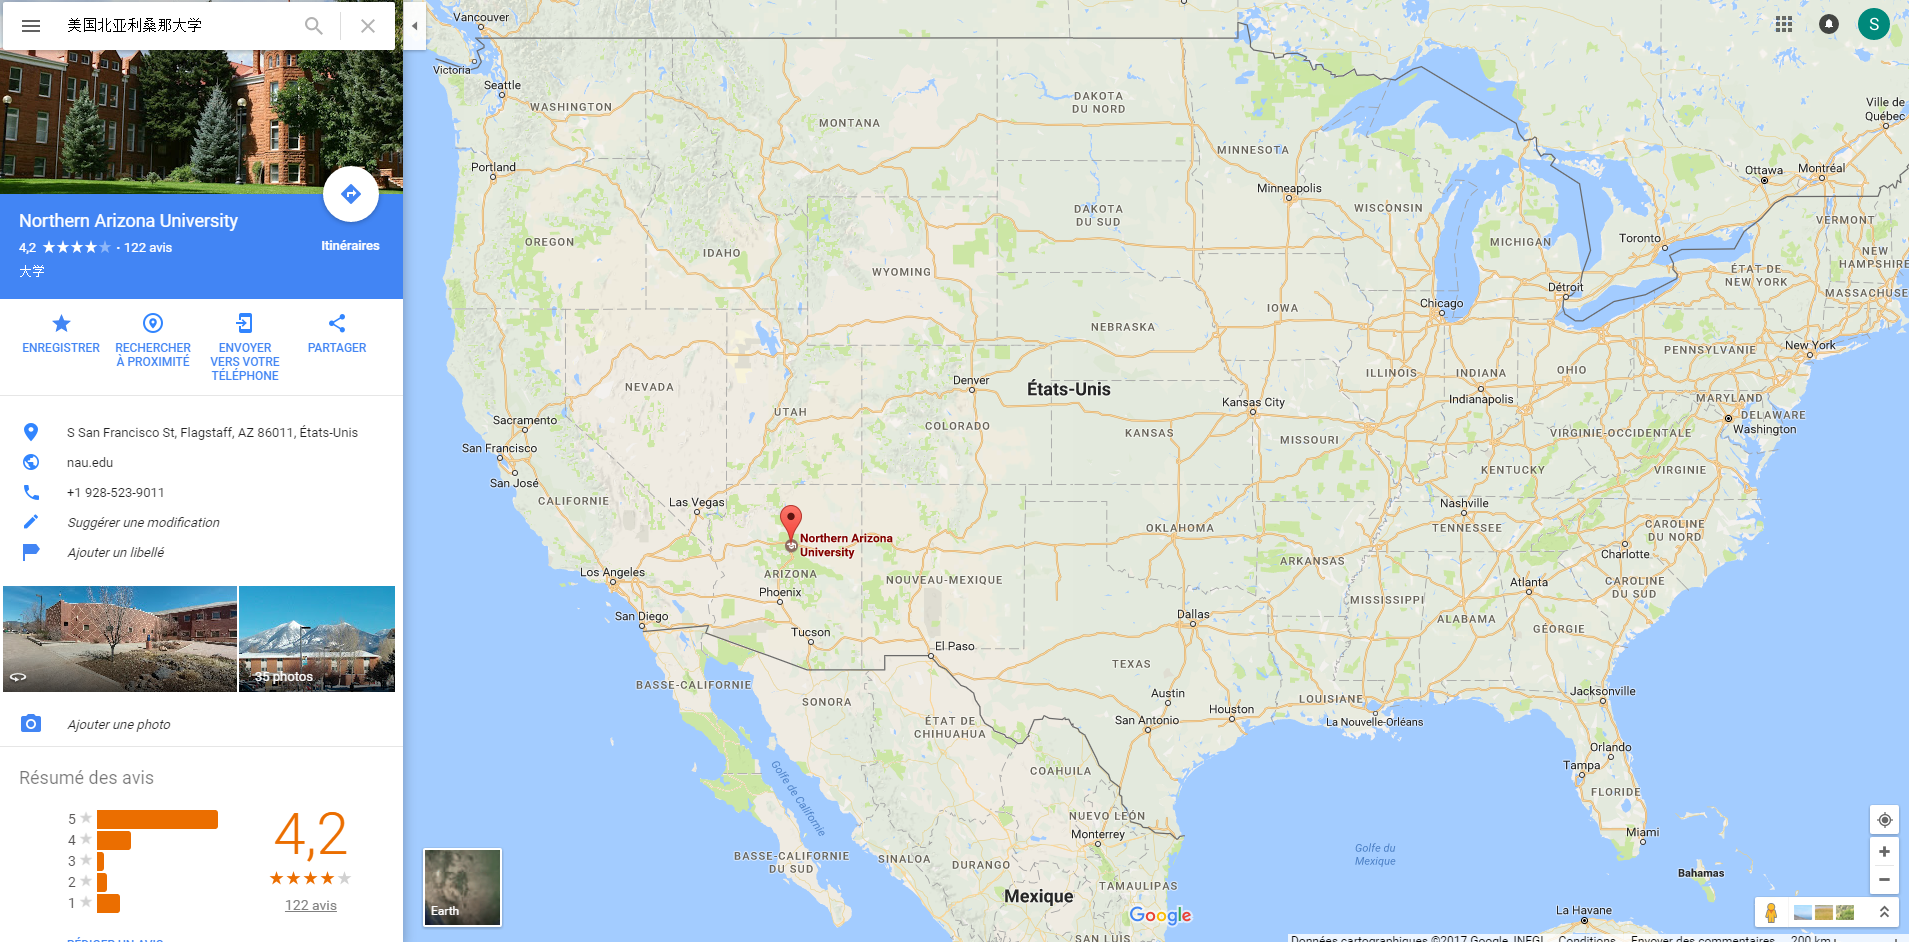 美国北亚利桑那大学
S
Northern Arizona University
4,2 ★★★★★ · 122 avis
大学
Itinéraires
ENREGISTRER
RECHERCHER
À PROXIMITÉ
ENVOYER
VERS VOTRE
TÉLÉPHONE
PARTAGER
S San Francisco St, Flagstaff, AZ 86011, États-Unis
nau.edu
+1 928-523-9011
Suggérer une modification
Ajouter un libellé
35 photos
Ajouter une photo
Résumé des avis
5
4
3
2
1
4,2
122 avis
RÉDIGER UN AVIS
Vancouver
Victoria
Seattle
WASHINGTON
Portland
OREGON
IDAHO
MONTANA
WYOMING
DAKOTA
DU NORD
DAKOTA
DU SUD
MINNESOTA
Minneapolis
WISCONSIN
MICHIGAN
Ottawa
Montréal
Ville de
Québec
Toronto
VERMONT
NEW
HAMPSHIRE
MASSACHUSE
ÉTAT DE
NEW YORK
Détroit
Chicago
IOWA
NEBRASKA
New York
PENNSYLVANIE
ILLINOIS
INDIANA
OHIO
Indianapolis
MARYLAND
DELAWARE
Washington
NEVADA
UTAH
Denver
COLORADO
États-Unis
Kansas City
KANSAS
MISSOURI
VIRGINIE-OCCIDENTALE
VIRGINIE
KENTUCKY
Sacramento
San Francisco
San José
CALIFORNIE
Las Vegas
Northern Arizona
University
Los Angeles
ARIZONA
Phoenix
NOUVEAU-MEXIQUE
OKLAHOMA
ARKANSAS
Nashville
TENNESSEE
CAROLINE
DU NORD
Charlotte
Atlanta
CAROLINE
DU SUD
San Diego
Tucson
El Paso
Dallas
MISSISSIPPI
ALABAMA
GÉORGIE
TEXAS
BASSE-CALIFORNIE
SONORA
ÉTAT DE
CHIHUAHUA
Austin
San Antonio
Houston
LOUISIANE
La Nouvelle-Orléans
Jacksonville
Orlando
Tampa
FLORIDE
Miami
COAHUILA
Golfe de Californie
NUEVO LEÓN
Monterrey
BASSE-CALIFORNIE
DU SUD
SINALOA
DURANGO
Mexique
TAMAULIPAS
SAN LUIS
Golfe du
Mexique
Bahamas
La Havane
Earth
Google
Données cartographiques ©2017 Google, INEGI Conditions Envoyer des commentaires 200 km